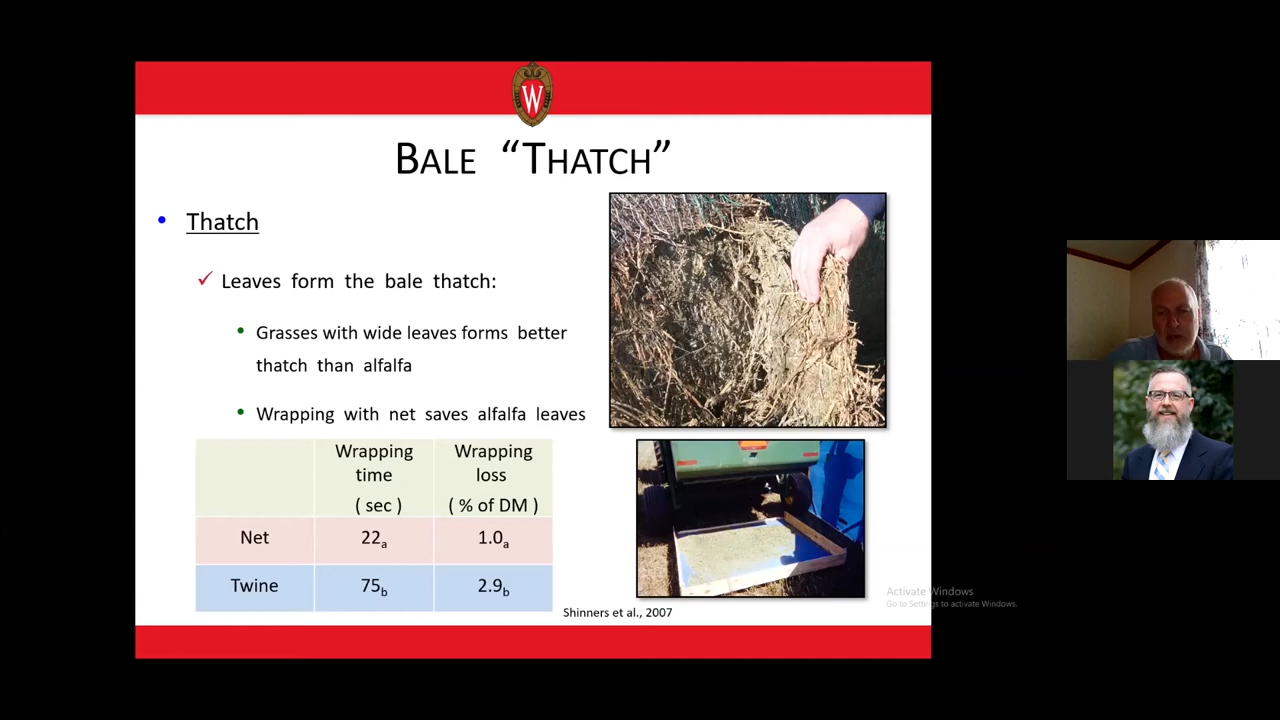 W
BALE “THATCH”
• Thatch
✓ Leaves form the bale thatch:
• Grasses with wide leaves forms better
thatch than alfalfa
• Wrapping with net saves alfalfa leaves
Wrapping time ( sec ) Wrapping loss ( % of DM )
Net 22a 1.0a
Twine 75b 2.9b
Shinners et al., 2007
Activate Windows
Go to Settings to activate Windows.